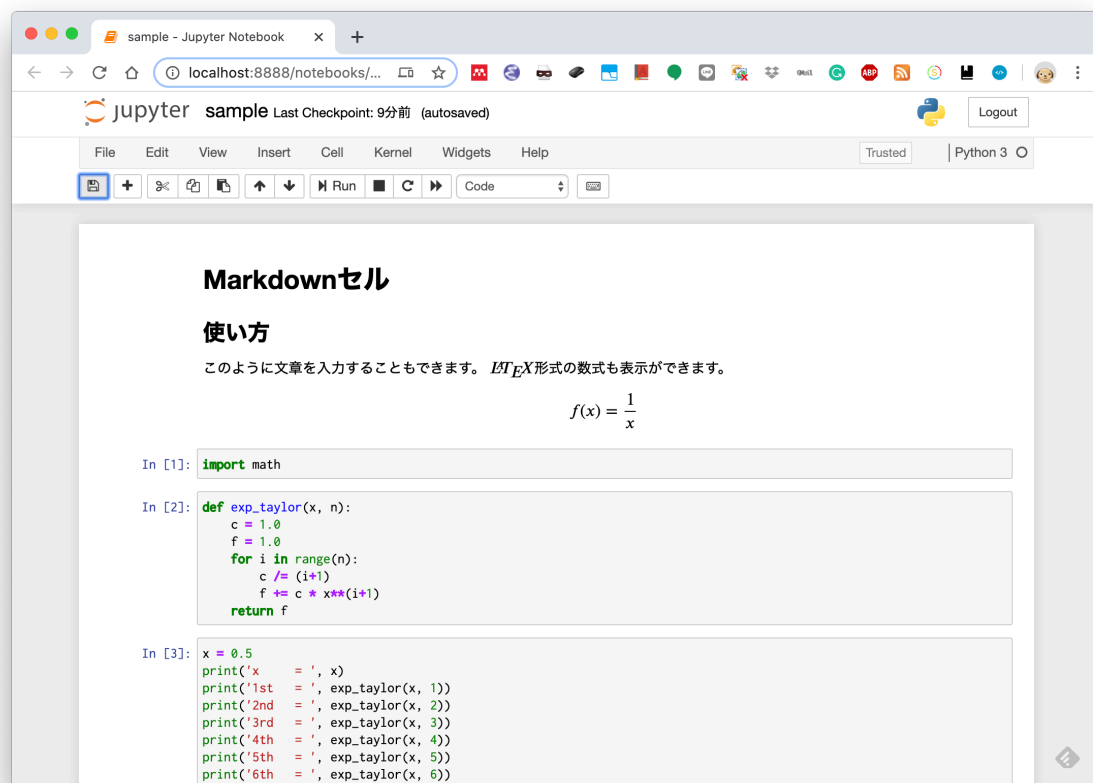 sample - Jupyter Notebook
localhost:8888/notebooks/...
jupyter sample Last Checkpoint: 9分前 (autosaved) Logout
File Edit View Insert Cell Kernel Widgets Help Trusted Python 3
Run Code
Markdownセル
使い方
このように文章を入力することもできます。 LATEX形式の数式も表示ができます。
f(x) = 1/x
In [1]: import math
In [2]: def exp_taylor(x, n):
    c = 1.0
    f = 1.0
    for i in range(n):
        c /= (i+1)
        f += c * x**(i+1)
    return f
In [3]: x = 0.5
print('x     = ', x)
print('1st   = ', exp_taylor(x, 1))
print('2nd   = ', exp_taylor(x, 2))
print('3rd   = ', exp_taylor(x, 3))
print('4th   = ', exp_taylor(x, 4))
print('5th   = ', exp_taylor(x, 5))
print('6th   = ', exp_taylor(x, 6))